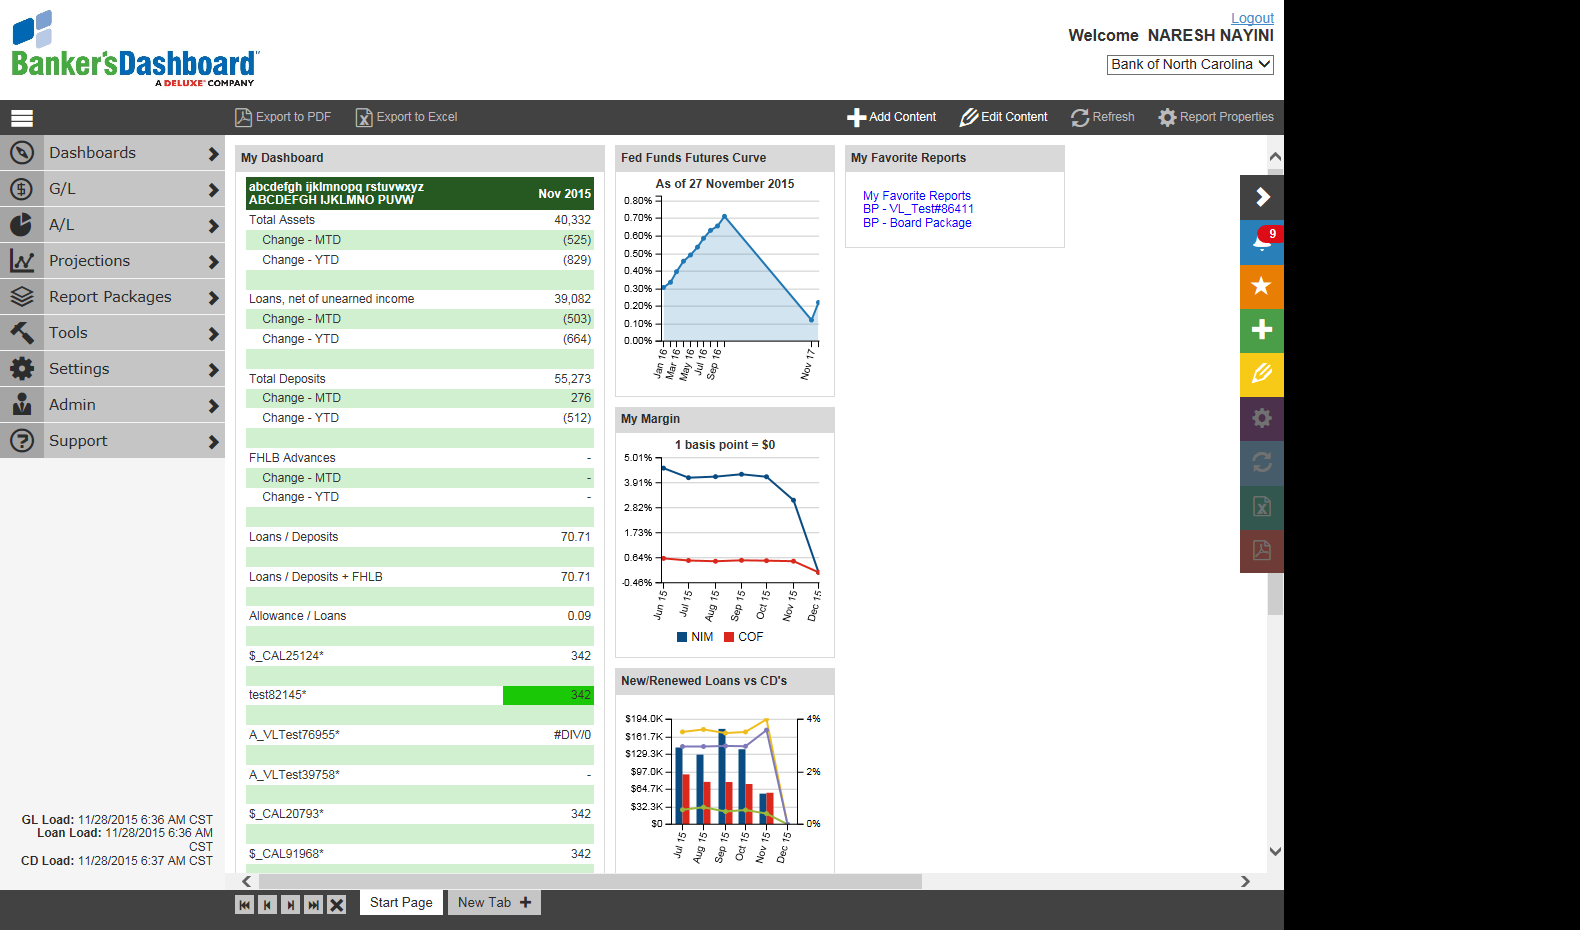 Banker'sDashboard
A DELUXE COMPANY
Logout
Welcome NARESH NAYINI
Bank of North Carolina
Export to PDF
Export to Excel
Add Content
Edit Content
Refresh
Report Properties
Dashboards
G/L
A/L
Projections
Report Packages
Tools
Settings
Admin
Support
GL Load: 11/28/2015 6:36 AM CST
Loan Load: 11/28/2015 6:36 AM
CST
CD Load: 11/28/2015 6:37 AM CST
My Dashboard
abcdefgh ijklmnopq rstuvwxyz
ABCDEFGH IJKLMNO PUVW
Nov 2015
Total Assets 40,332
Change - MTD (525)
Change - YTD (829)
Loans, net of unearned income 39,082
Change - MTD (503)
Change - YTD (664)
Total Deposits 55,273
Change - MTD 276
Change - YTD (512)
FHLB Advances -
Change - MTD -
Change - YTD -
Loans / Deposits 70.71
Loans / Deposits + FHLB 70.71
Allowance / Loans 0.09
$_CAL25124* 342
test82145* 342
A_VLTest76955* #DIV/0
A_VLTest39758* -
$_CAL20793* 342
$_CAL91968* 342
Fed Funds Futures Curve
As of 27 November 2015
0.80%
0.70%
0.60%
0.50%
0.40%
0.30%
0.20%
0.10%
0.00%
Jan 16
Mar 16
May 16
Jul 16
Sep 16
Nov 17
My Margin
1 basis point = $0
5.01%
3.91%
2.82%
1.73%
0.64%
-0.46%
Jun 15
Jul 15
Aug 15
Sep 15
Oct 15
Nov 15
Dec 15
NIM COF
New/Renewed Loans vs CD's
$194.0K
$161.7K
$129.3K
$97.0K
$64.7K
$32.3K
$0
4%
2%
0%
Jul 15
Aug 15
Sep 15
Oct 15
Nov 15
Dec 15
My Favorite Reports
My Favorite Reports
BP - VL_Test#86411
BP - Board Package
9
Start Page
New Tab